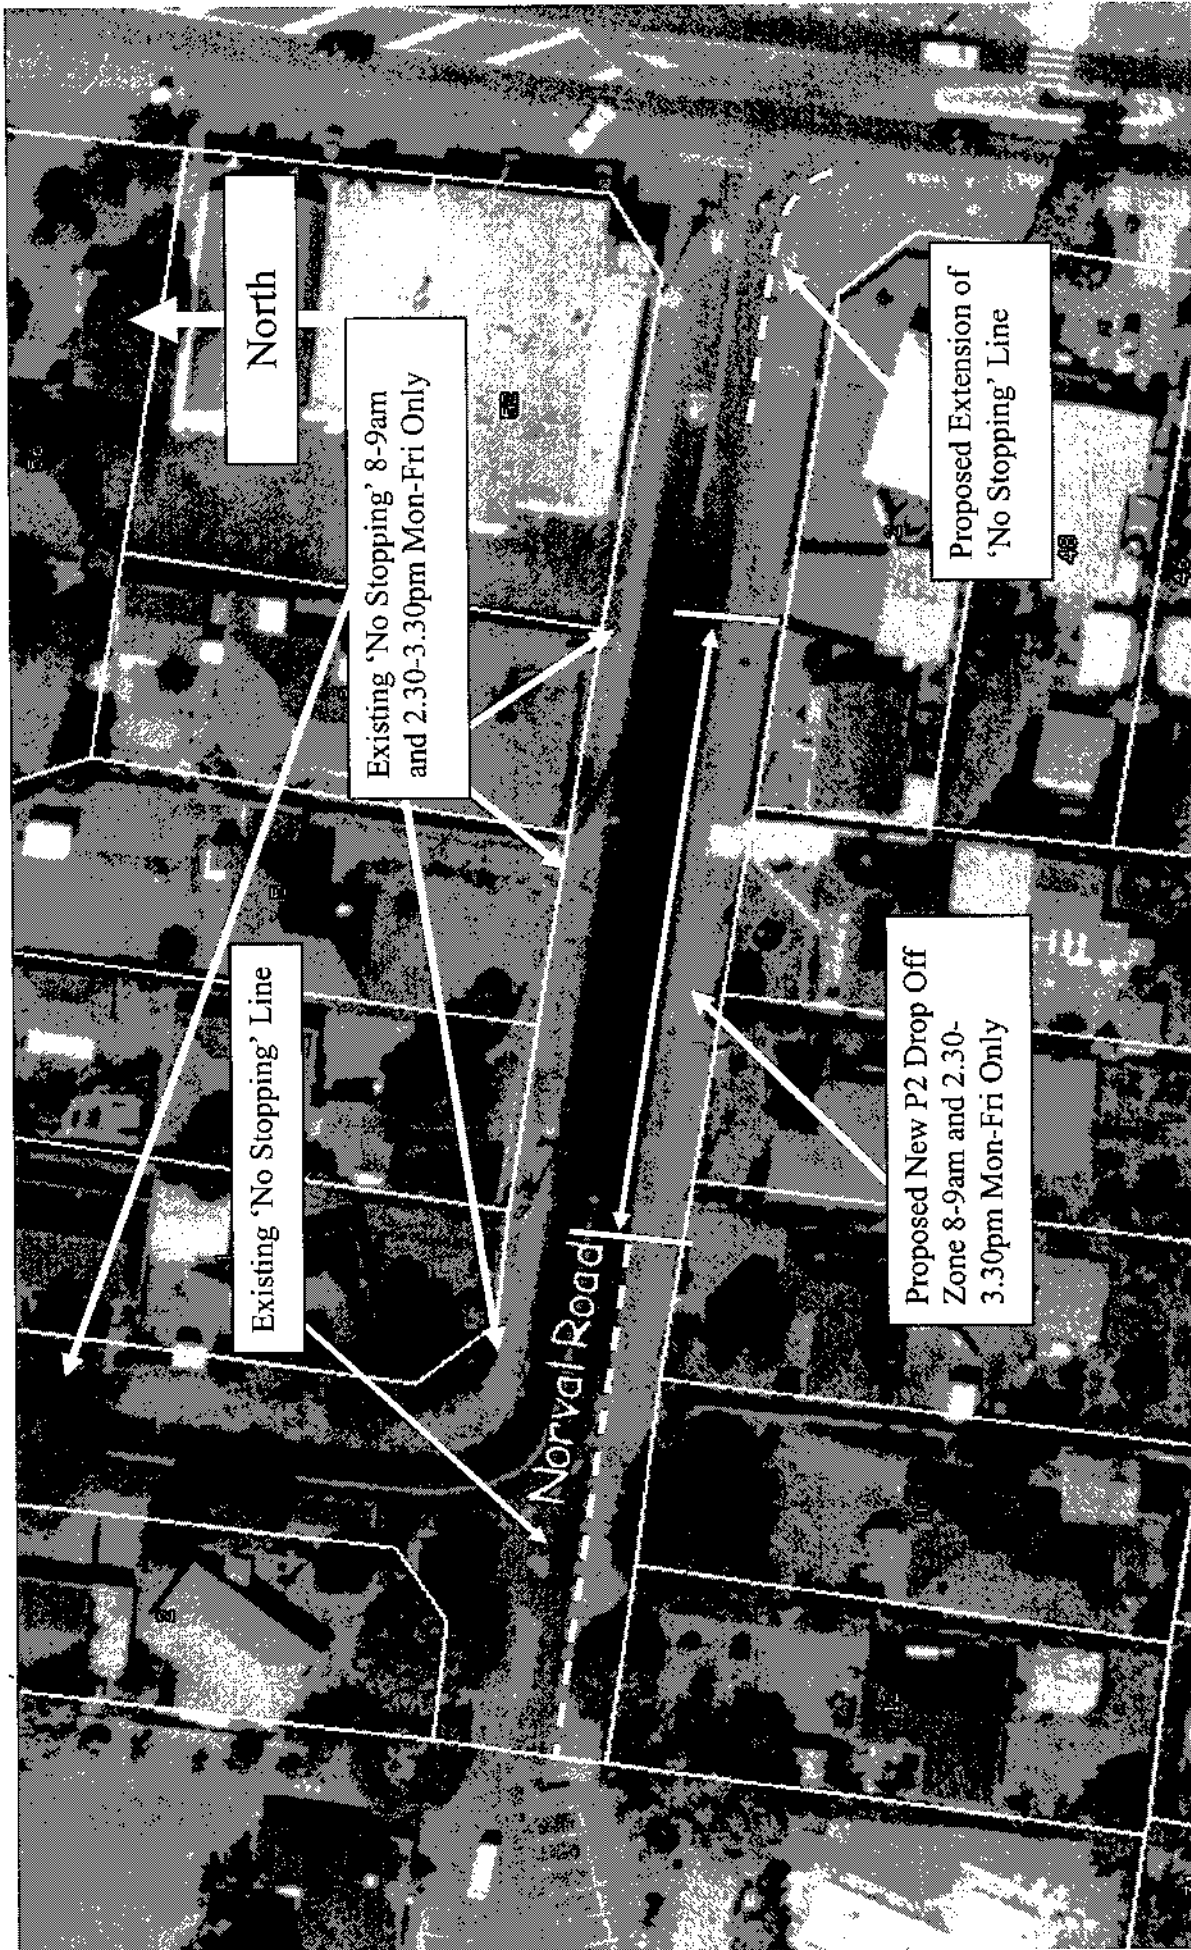 Existing ‘No Stopping’ Line
North
Existing ‘No Stopping’ 8-9am
and 2.30-3.30pm Mon-Fri Only
Norval Road
Proposed New P2 Drop Off
Zone 8-9am and 2.30-
3.30pm Mon-Fri Only
Proposed Extension of
‘No Stopping’ Line
48